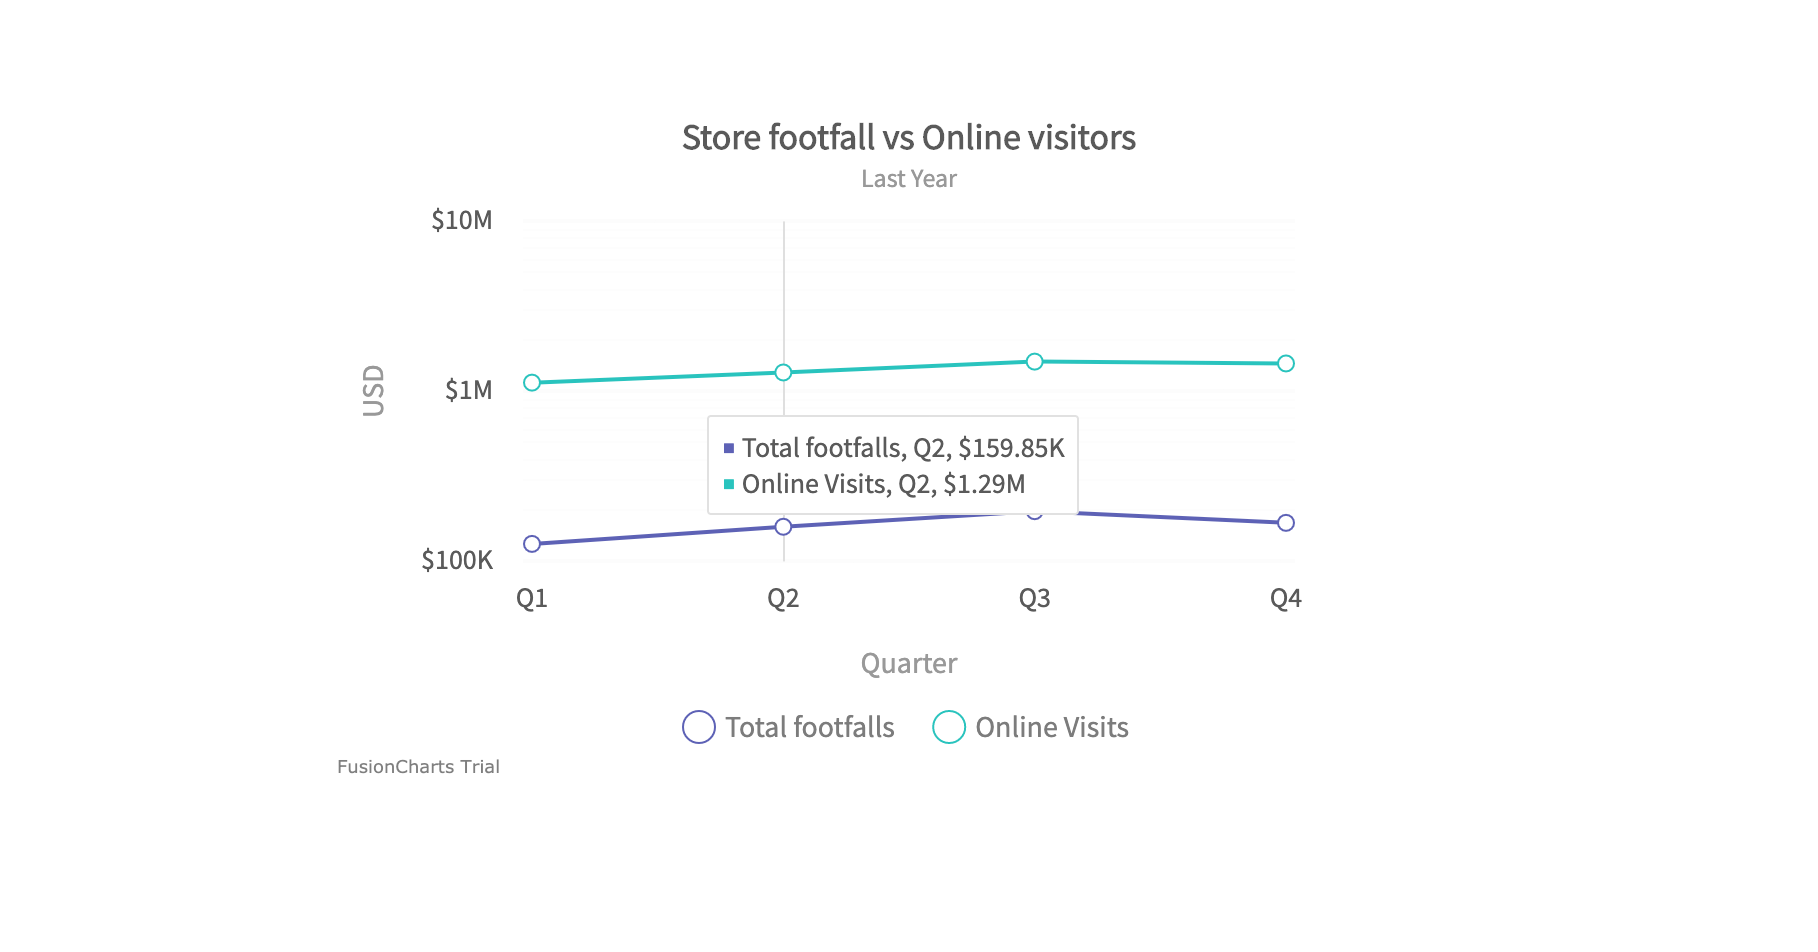 Store footfall vs Online visitors
Last Year
$10M
$1M
$100K
USD
Total footfalls, Q2, $159.85K
Online Visits, Q2, $1.29M
Q1 Q2 Q3 Q4
Quarter
Total footfalls Online Visits
FusionCharts Trial